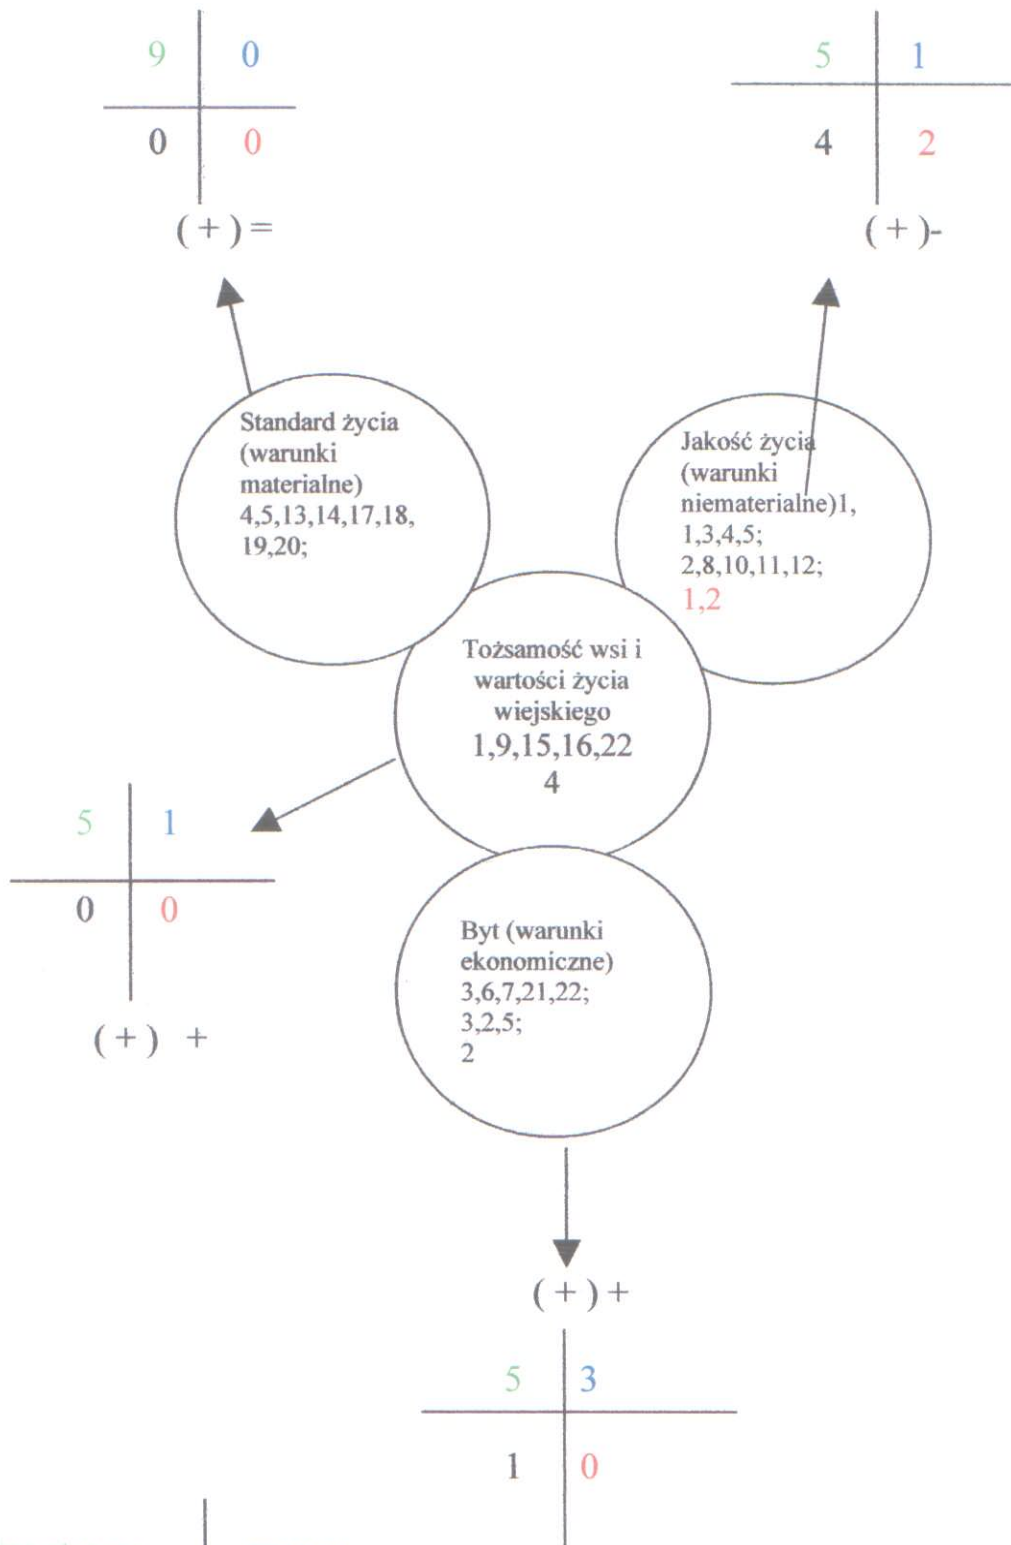 9 0
0 0
( + ) =
5 1
4 2
( + )-
Standard życia
(warunki
materialne)
4,5,13,14,17,18,
19,20;
Jakość życia
(warunki
niematerialne)1,
1,3,4,5;
2,8,10,11,12;
1,2
Tożsamość wsi i
wartości życia
wiejskiego
1,9,15,16,22
4
5 1
0 0
( + ) +
Byt (warunki
ekonomiczne)
3,6,7,21,22;
3,2,5;
2
( + ) +
5 3
1 0